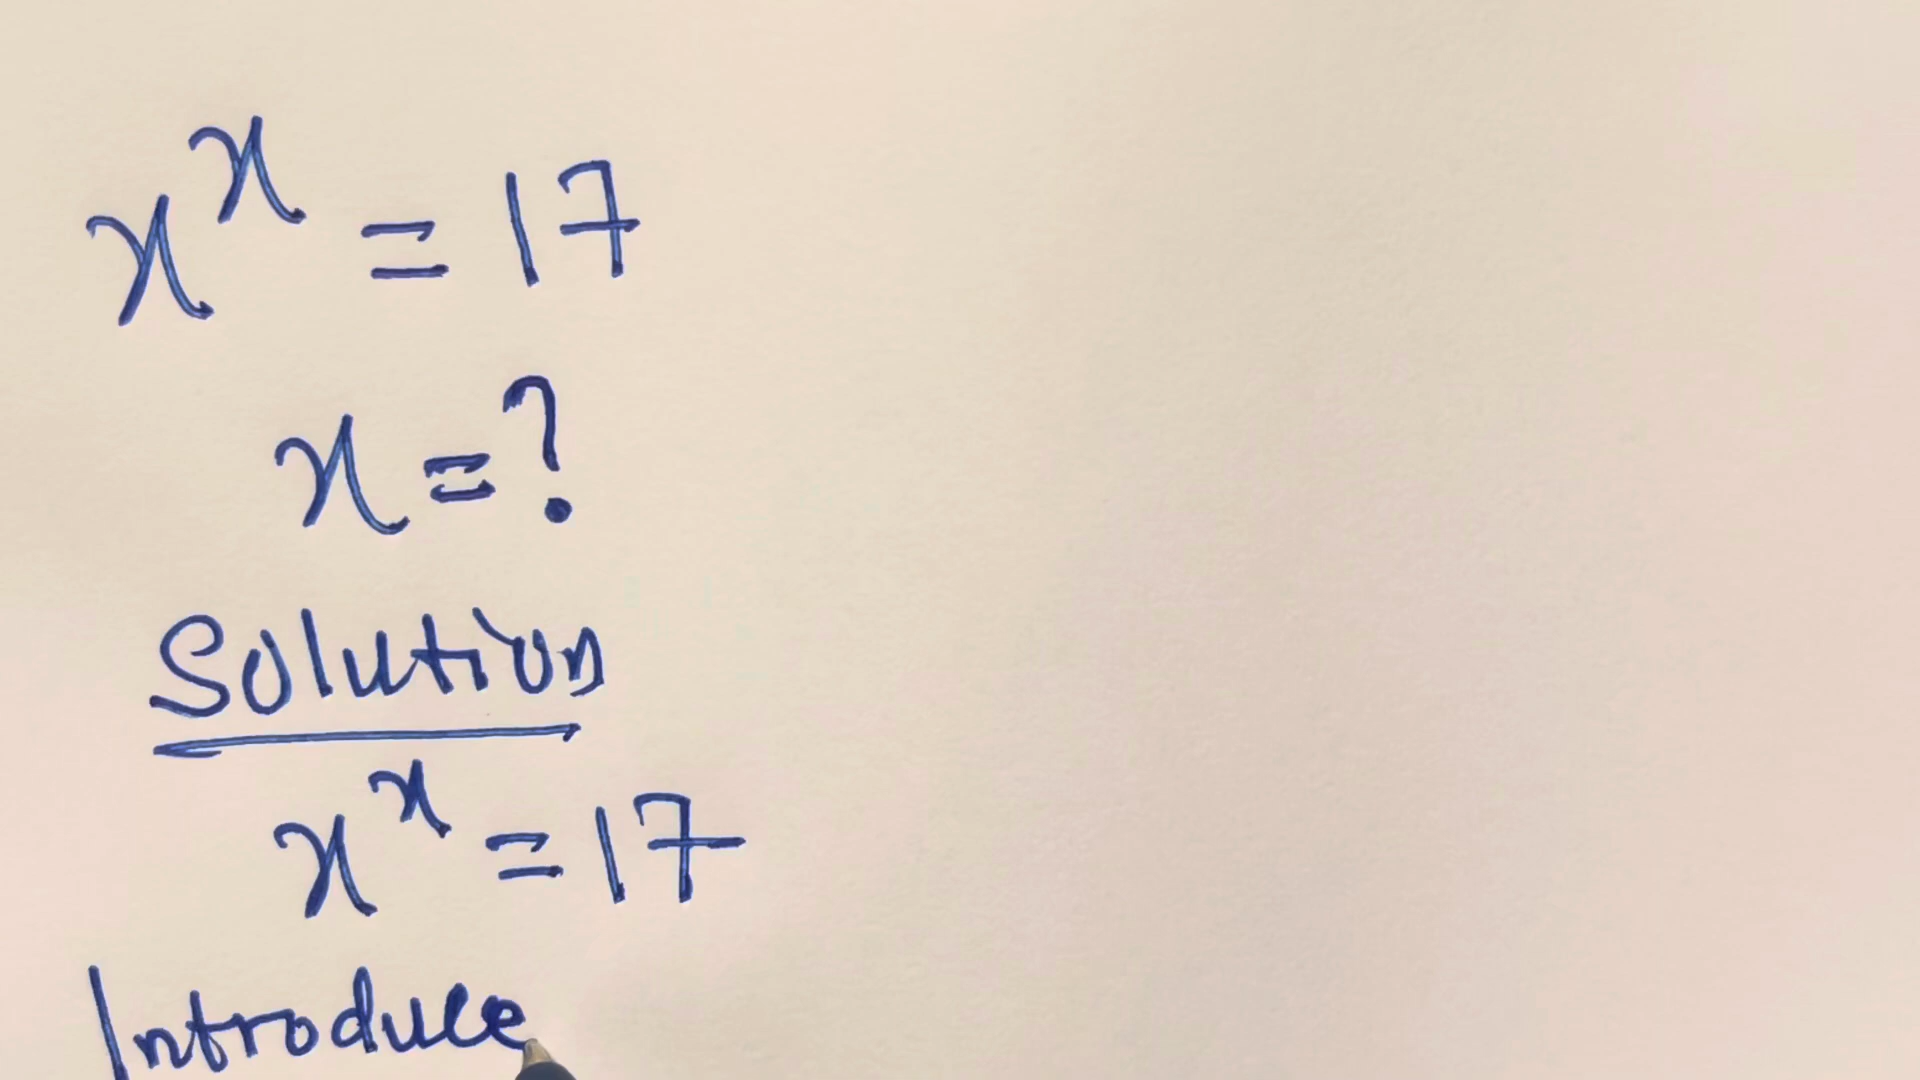 x^x = 17
x = ?
Solution
x^x = 17
Introduce